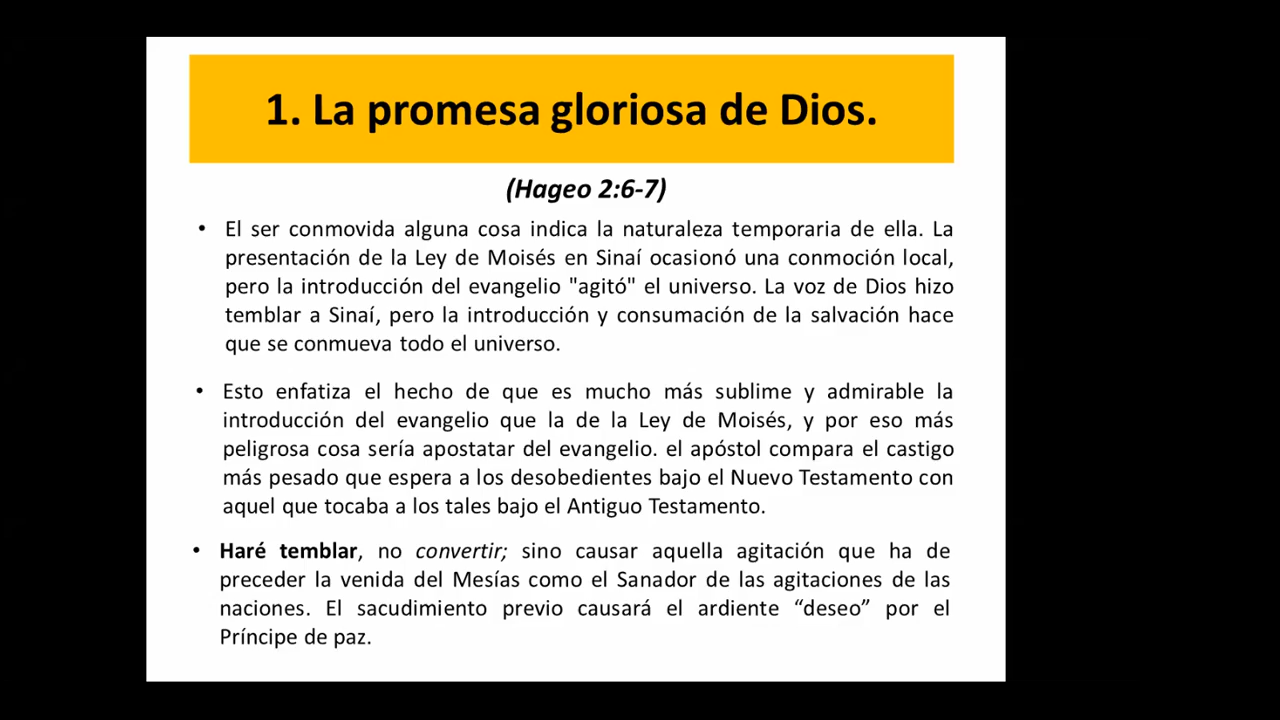 1. La promesa gloriosa de Dios.
(Hageo 2:6-7)
• El ser conmovida alguna cosa indica la naturaleza temporaria de ella. La
presentación de la Ley de Moisés en Sinaí ocasionó una conmoción local,
pero la introducción del evangelio "agitó" el universo. La voz de Dios hizo
temblar a Sinaí, pero la introducción y consumación de la salvación hace
que se conmueva todo el universo.
• Esto enfatiza el hecho de que es mucho más sublime y admirable la
introducción del evangelio que la de la Ley de Moisés, y por eso más
peligrosa cosa sería apostatar del evangelio. el apóstol compara el castigo
más pesado que espera a los desobedientes bajo el Nuevo Testamento con
aquel que tocaba a los tales bajo el Antiguo Testamento.
• Haré temblar, no convertir; sino causar aquella agitación que ha de
preceder la venida del Mesías como el Sanador de las agitaciones de las
naciones. El sacudimiento previo causará el ardiente “deseo” por el
Príncipe de paz.